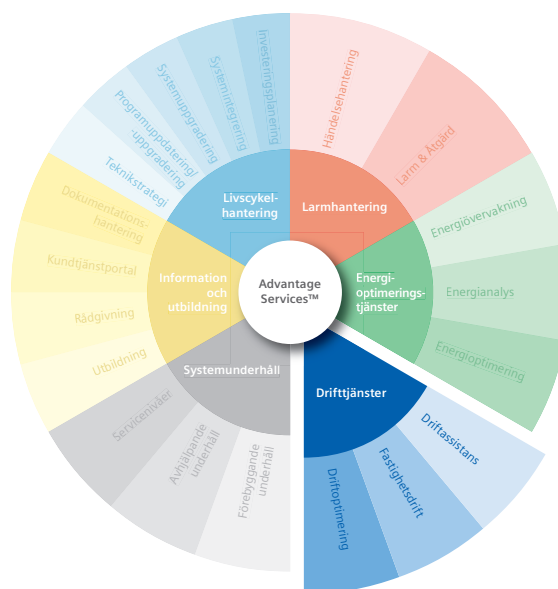 Investeringsplanering
Systemintegrering
Systemuppgradering
Programuppdatering/
-uppgradering
Teknikstrategi
Livscykel-
hantering
Händelsehantering
Larm & Åtgärd
Larmhantering
Energiövervakning
Energianalys
Energioptimering
Energi-
optimerings-
tjänster
Advantage
Services™
Dokumentations-
hantering
Kundtjänstportal
Rådgivning
Utbildning
Information
och
utbildning
Systemunderhåll
Servicenivåer
Avhjälpande
underhåll
Förebyggande
underhåll
Drifttjänster
Driftassistans
Fastighetsdrift
Driftoptimering